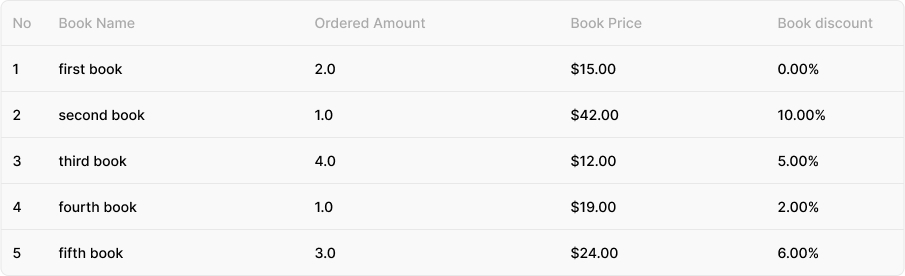 No Book Name Ordered Amount Book Price Book discount
1 first book 2.0 $15.00 0.00%
2 second book 1.0 $42.00 10.00%
3 third book 4.0 $12.00 5.00%
4 fourth book 1.0 $19.00 2.00%
5 fifth book 3.0 $24.00 6.00%